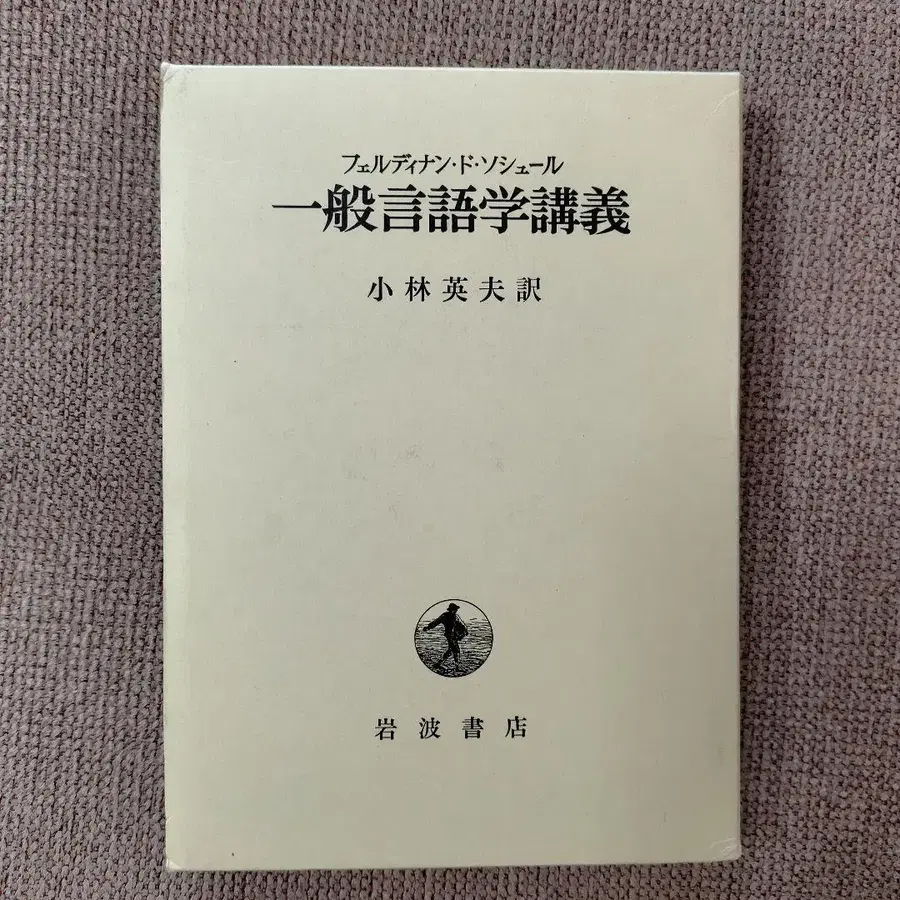 フェルディナン・ド・ソシュール
一般言語学講義
小林英夫訳
岩波書店